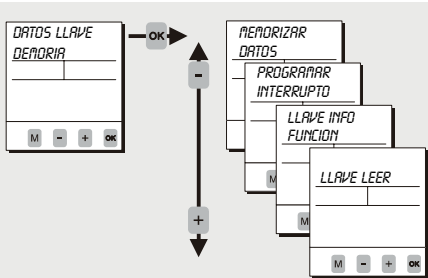 DATOS LLAVE
DEMORIA
M - + OK
OK
-
+
MEMORIZAR
DATOS
PROGRAMAR
INTERRUPTO
M
LLAVE INFO
FUNCION
M
LLAVE LEER
M - + OK